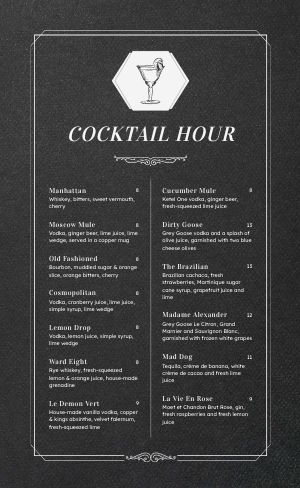 COCKTAIL HOUR
Manhattan 8
Whiskey, bitters, sweet vermouth,
cherry
Moscow Mule 8
Vodka, ginger beer, lime juice, lime
wedge, served in a copper mug
Old Fashioned 8
Bourbon, muddled sugar & orange
slice, orange bitters, cherry
Cosmopolitan 8
Vodka, cranberry juice, lime juice,
simple syrup, lime wedge
Lemon Drop 8
Vodka, lemon juice, simple syrup,
lime wedge
Ward Eight 8
Rye whiskey, fresh-squeezed
lemon & orange juice, house-made
grenadine
Le Demon Vert 9
House-made vanilla vodka, copper
& kings absinthe, velvet falernum,
fresh-squeezed lime
Cucumber Mule 8
Ketel One vodka, ginger beer,
fresh-squeezed lime juice
Dirty Goose 13
Grey Goose vodka and a splash of
olive juice, garnished with two blue
cheese olives
The Brazilian 13
Brazilian cachaca, fresh
strawberries, Martinique sugar
cane syrup, grapefruit juice and
lime
Madame Alexander 12
Grey Goose Le Citran, Grand
Marnier and Sauvignon Blanc,
garnished with frozen white grapes
Mad Dog 11
Tequila, crème de banana, white
crème de cacao and fresh lime
juice
La Vie En Rose 9
Moet et Chandon Brut Rose, gin,
fresh raspberries and fresh lemon
juice